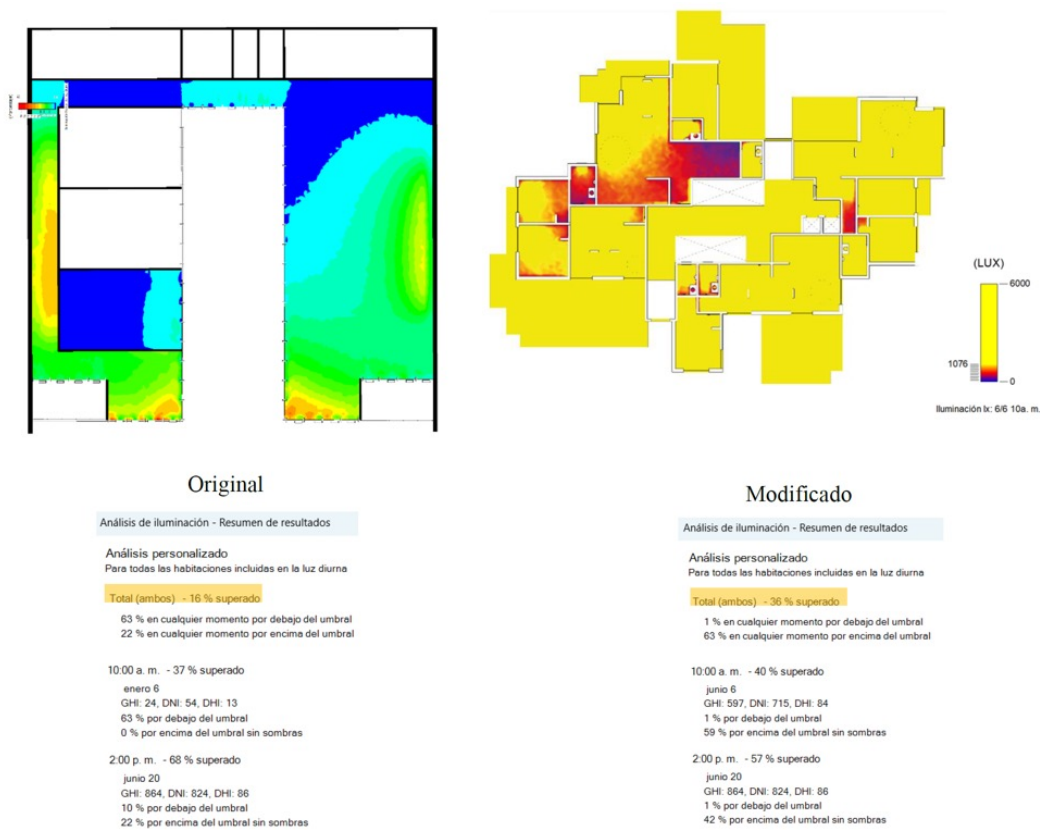 (LUX)
6000
1076
0
Iluminación lx: 6/6 10a. m.
Original
Análisis de iluminación - Resumen de resultados
Análisis personalizado
Para todas las habitaciones incluidas en la luz diurna
Total (ambos) - 16 % superado
63 % en cualquier momento por debajo del umbral
22 % en cualquier momento por encima del umbral
10:00 a. m. - 37 % superado
enero 6
GHI: 24, DNI: 54, DHI: 13
63 % por debajo del umbral
0 % por encima del umbral sin sombras
2:00 p. m. - 68 % superado
junio 20
GHI: 864, DNI: 824, DHI: 86
10 % por debajo del umbral
22 % por encima del umbral sin sombras
Modificado
Análisis de iluminación - Resumen de resultados
Análisis personalizado
Para todas las habitaciones incluidas en la luz diurna
Total (ambos) - 36 % superado
1 % en cualquier momento por debajo del umbral
63 % en cualquier momento por encima del umbral
10:00 a. m. - 40 % superado
junio 6
GHI: 597, DNI: 715, DHI: 84
1 % por debajo del umbral
59 % por encima del umbral sin sombras
2:00 p. m. - 57 % superado
junio 20
GHI: 864, DNI: 824, DHI: 86
1 % por debajo del umbral
42 % por encima del umbral sin sombras